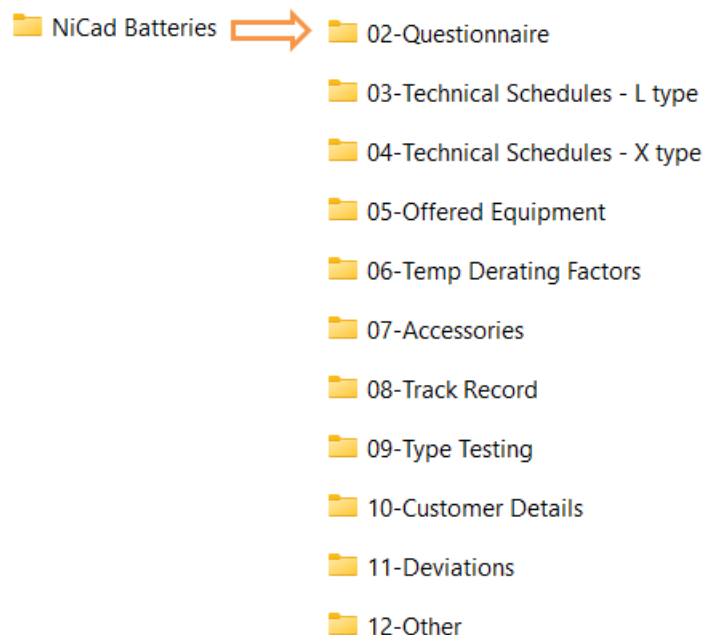 NiCad Batteries
02-Questionnaire
03-Technical Schedules - L type
04-Technical Schedules - X type
05-Offered Equipment
06-Temp Derating Factors
07-Accessories
08-Track Record
09-Type Testing
10-Customer Details
11-Deviations
12-Other